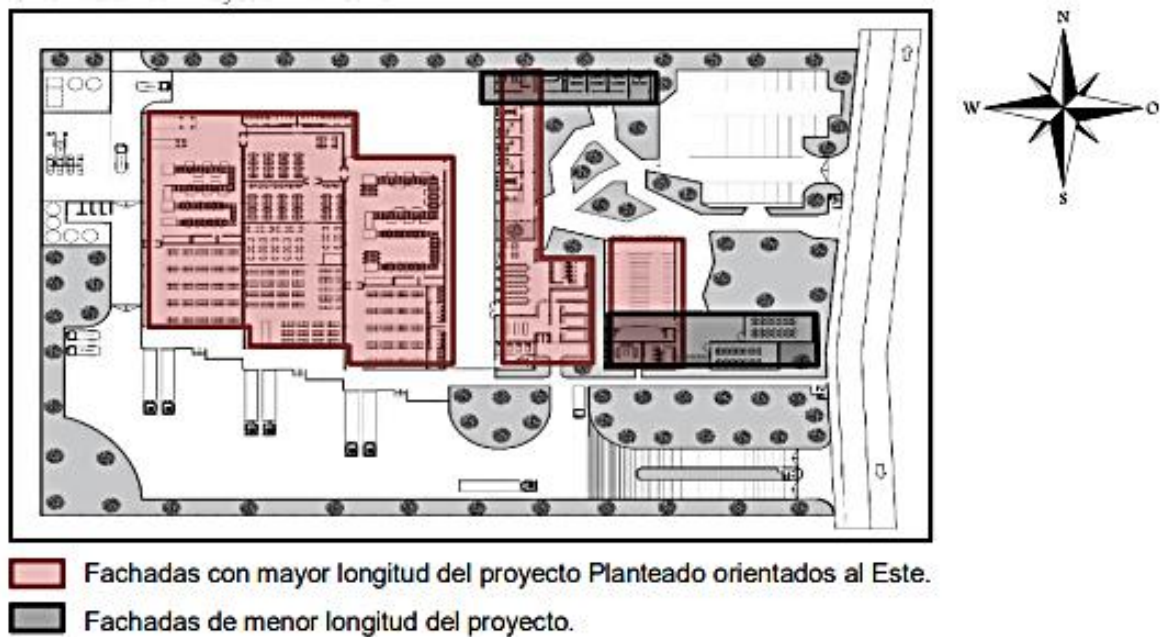 N
W O
S
Fachadas con mayor longitud del proyecto Planteado orientados al Este.
Fachadas de menor longitud del proyecto.